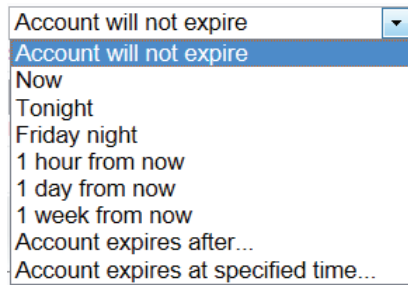 Account will not expire
Account will not expire
Now
Tonight
Friday night
1 hour from now
1 day from now
1 week from now
Account expires after...
Account expires at specified time...